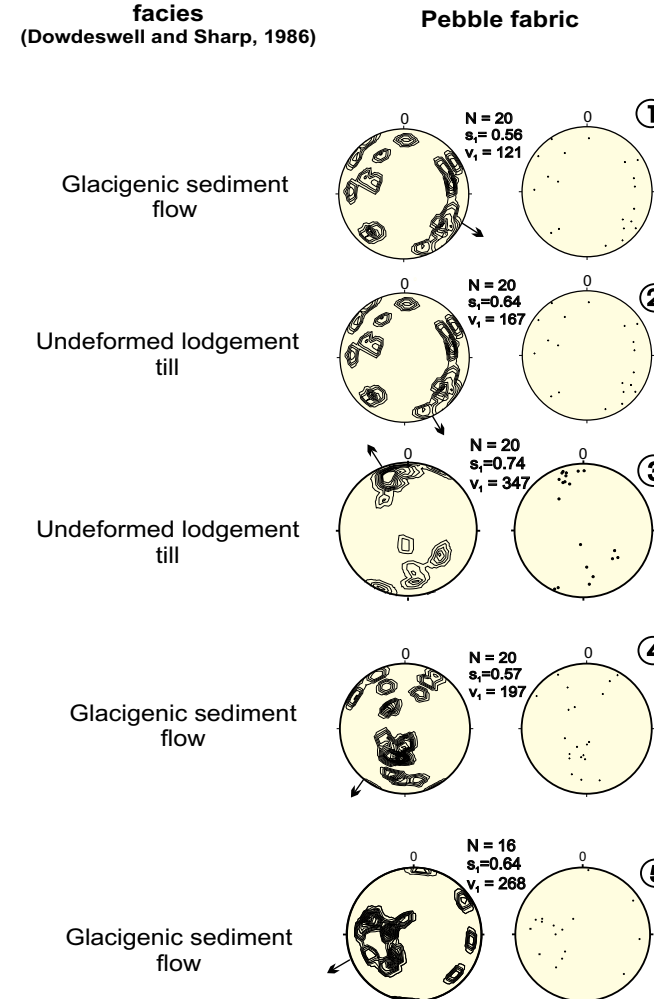 facies
(Dowdeswell and Sharp, 1986)
Pebble fabric
Glacigenic sediment
flow
0
N = 20
s₁= 0.56
v₁ = 121
0
1
Undeformed lodgement
till
0
N = 20
s₁=0.64
v₁ = 167
0
2
Undeformed lodgement
till
0
N = 20
s₁=0.74
v₁ = 347
0
3
Glacigenic sediment
flow
0
N = 20
s₁=0.57
v₁ = 197
0
4
Glacigenic sediment
flow
0
N = 16
s₁=0.64
v₁ = 268
0
5